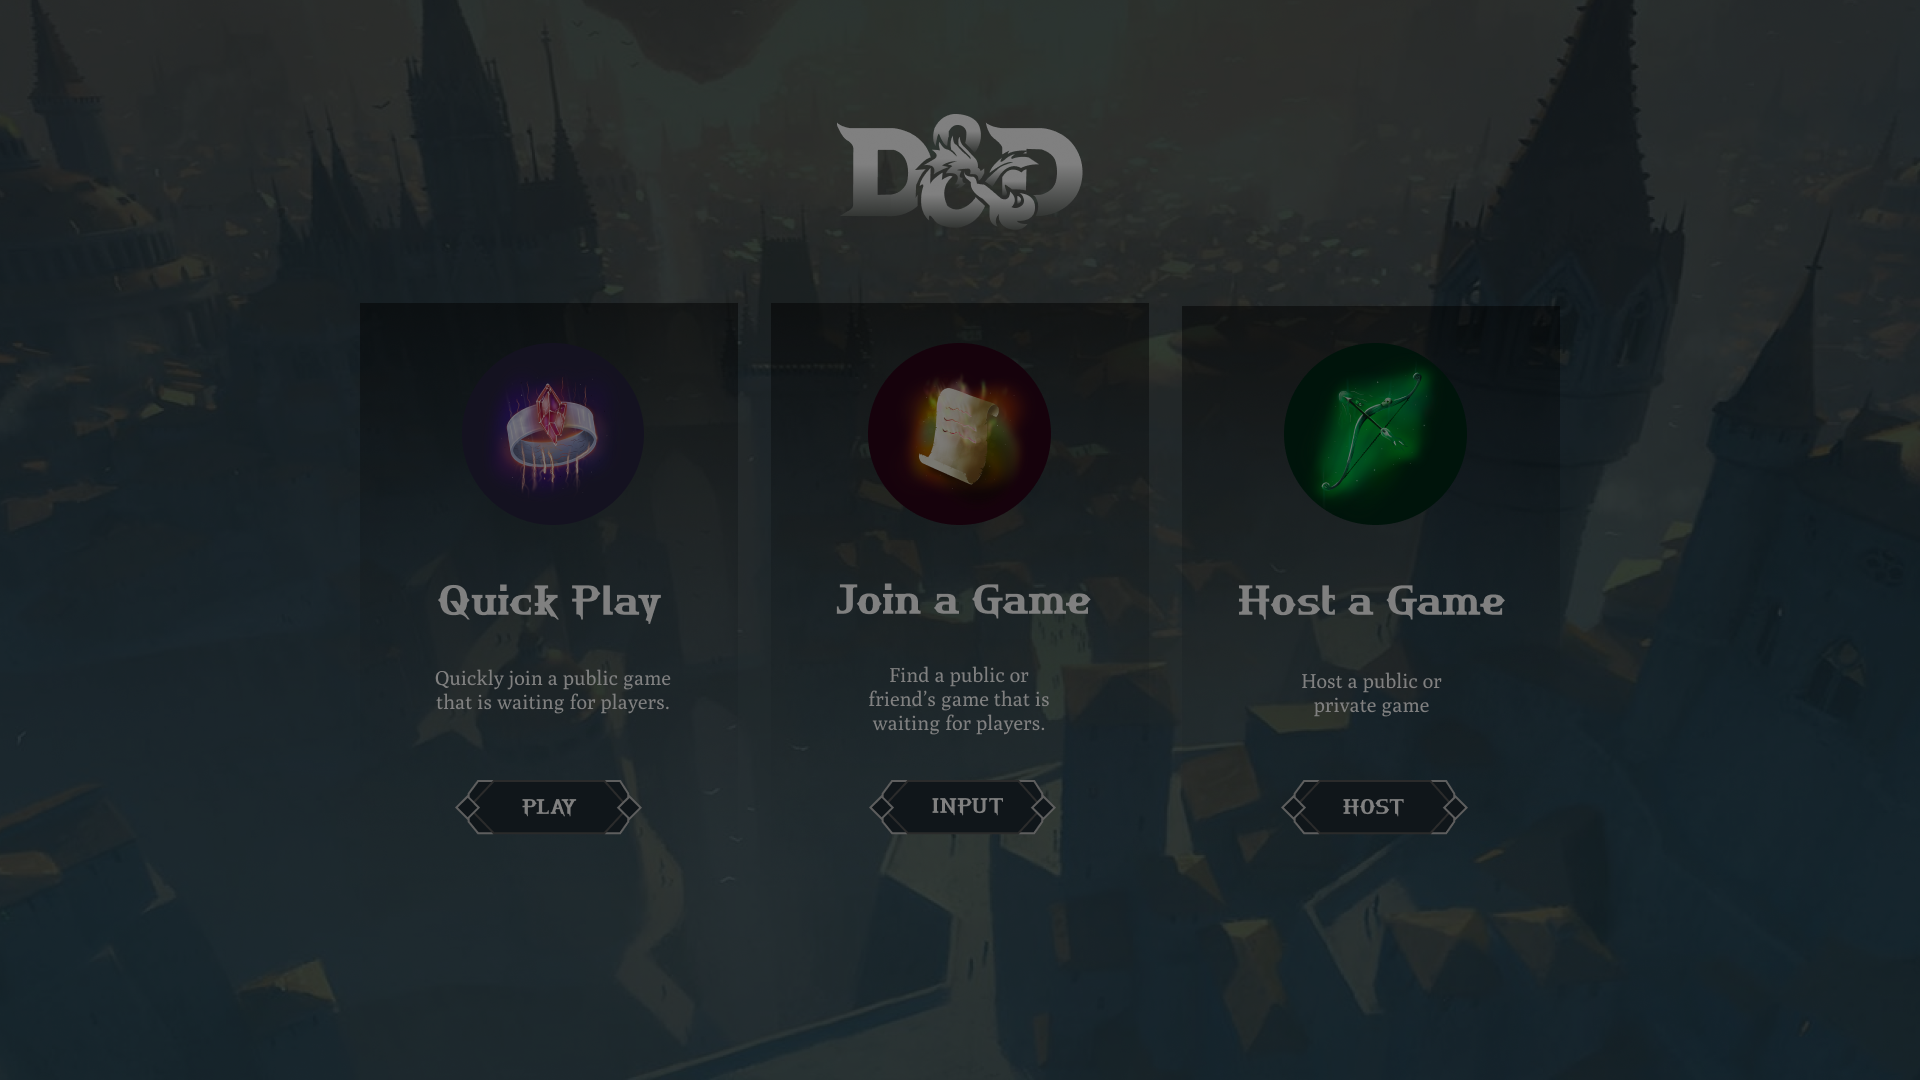 D&D
Quick Play
Quickly join a public game
that is waiting for players.
PLAY
Join a Game
Find a public or
friend’s game that is
waiting for players.
INPUT
Host a Game
Host a public or
private game
HOST